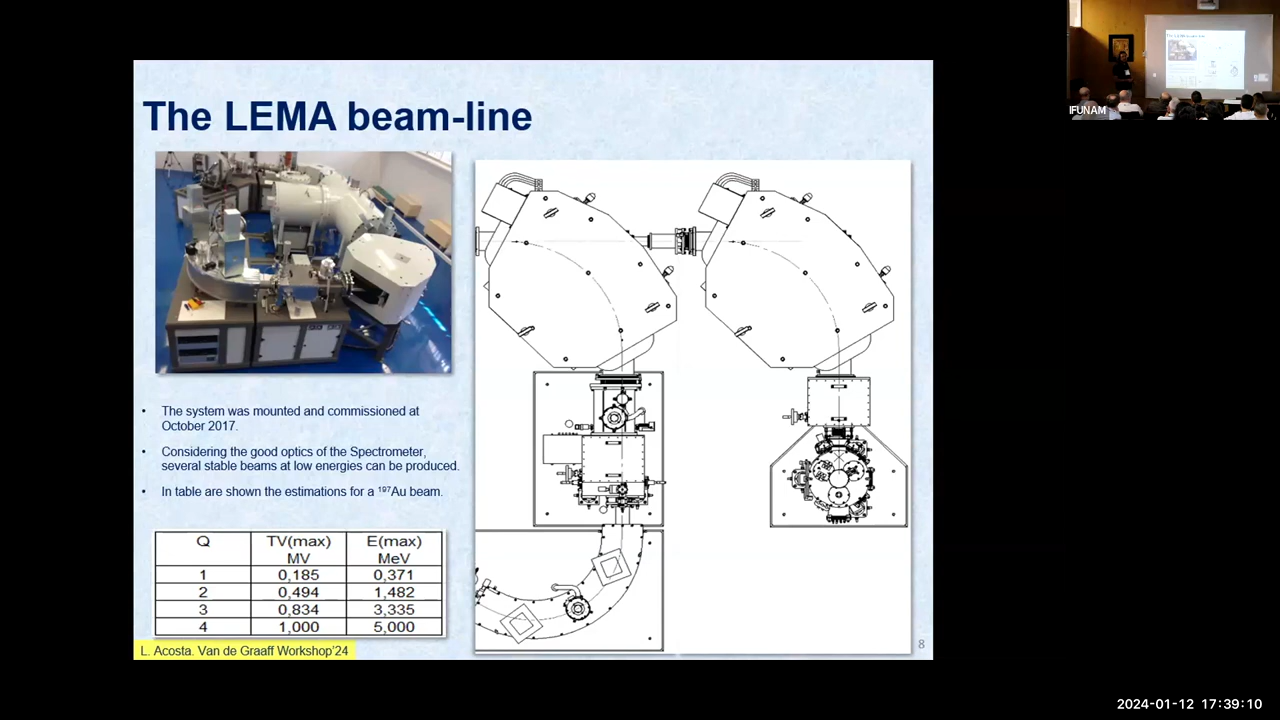 The LEMA beam-line
• The system was mounted and commissioned at
October 2017.
• Considering the good optics of the Spectrometer,
several stable beams at low energies can be produced.
• In table are shown the estimations for a ¹⁹⁷Au beam.
Q TV(max) E(max)
MV MeV
1 0,185 0,371
2 0,494 1,482
3 0,834 3,335
4 1,000 5,000
L. Acosta. Van de Graaff Workshop'24
8
IFUNAM
2024-01-12 17:39:10